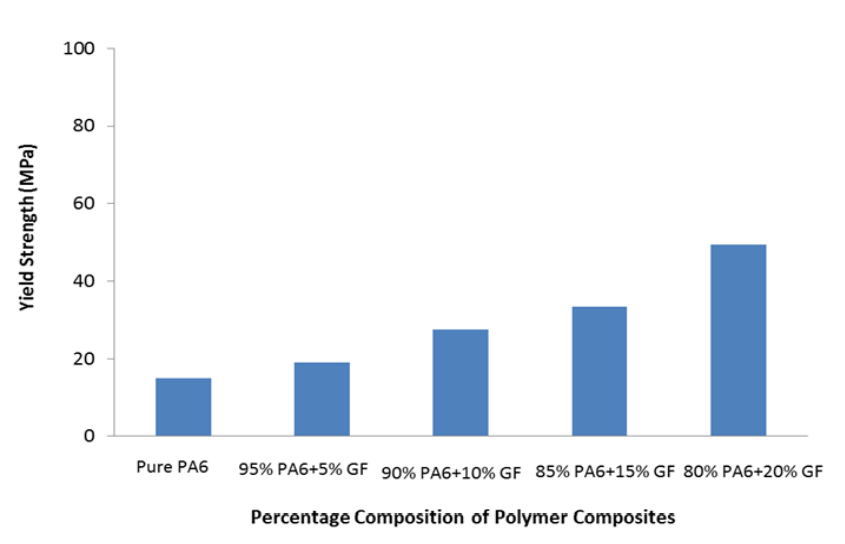 Yield Strength (MPa)
100
80
60
40
20
0
Pure PA6
95% PA6+5% GF
90% PA6+10% GF
85% PA6+15% GF
80% PA6+20% GF
Percentage Composition of Polymer Composites